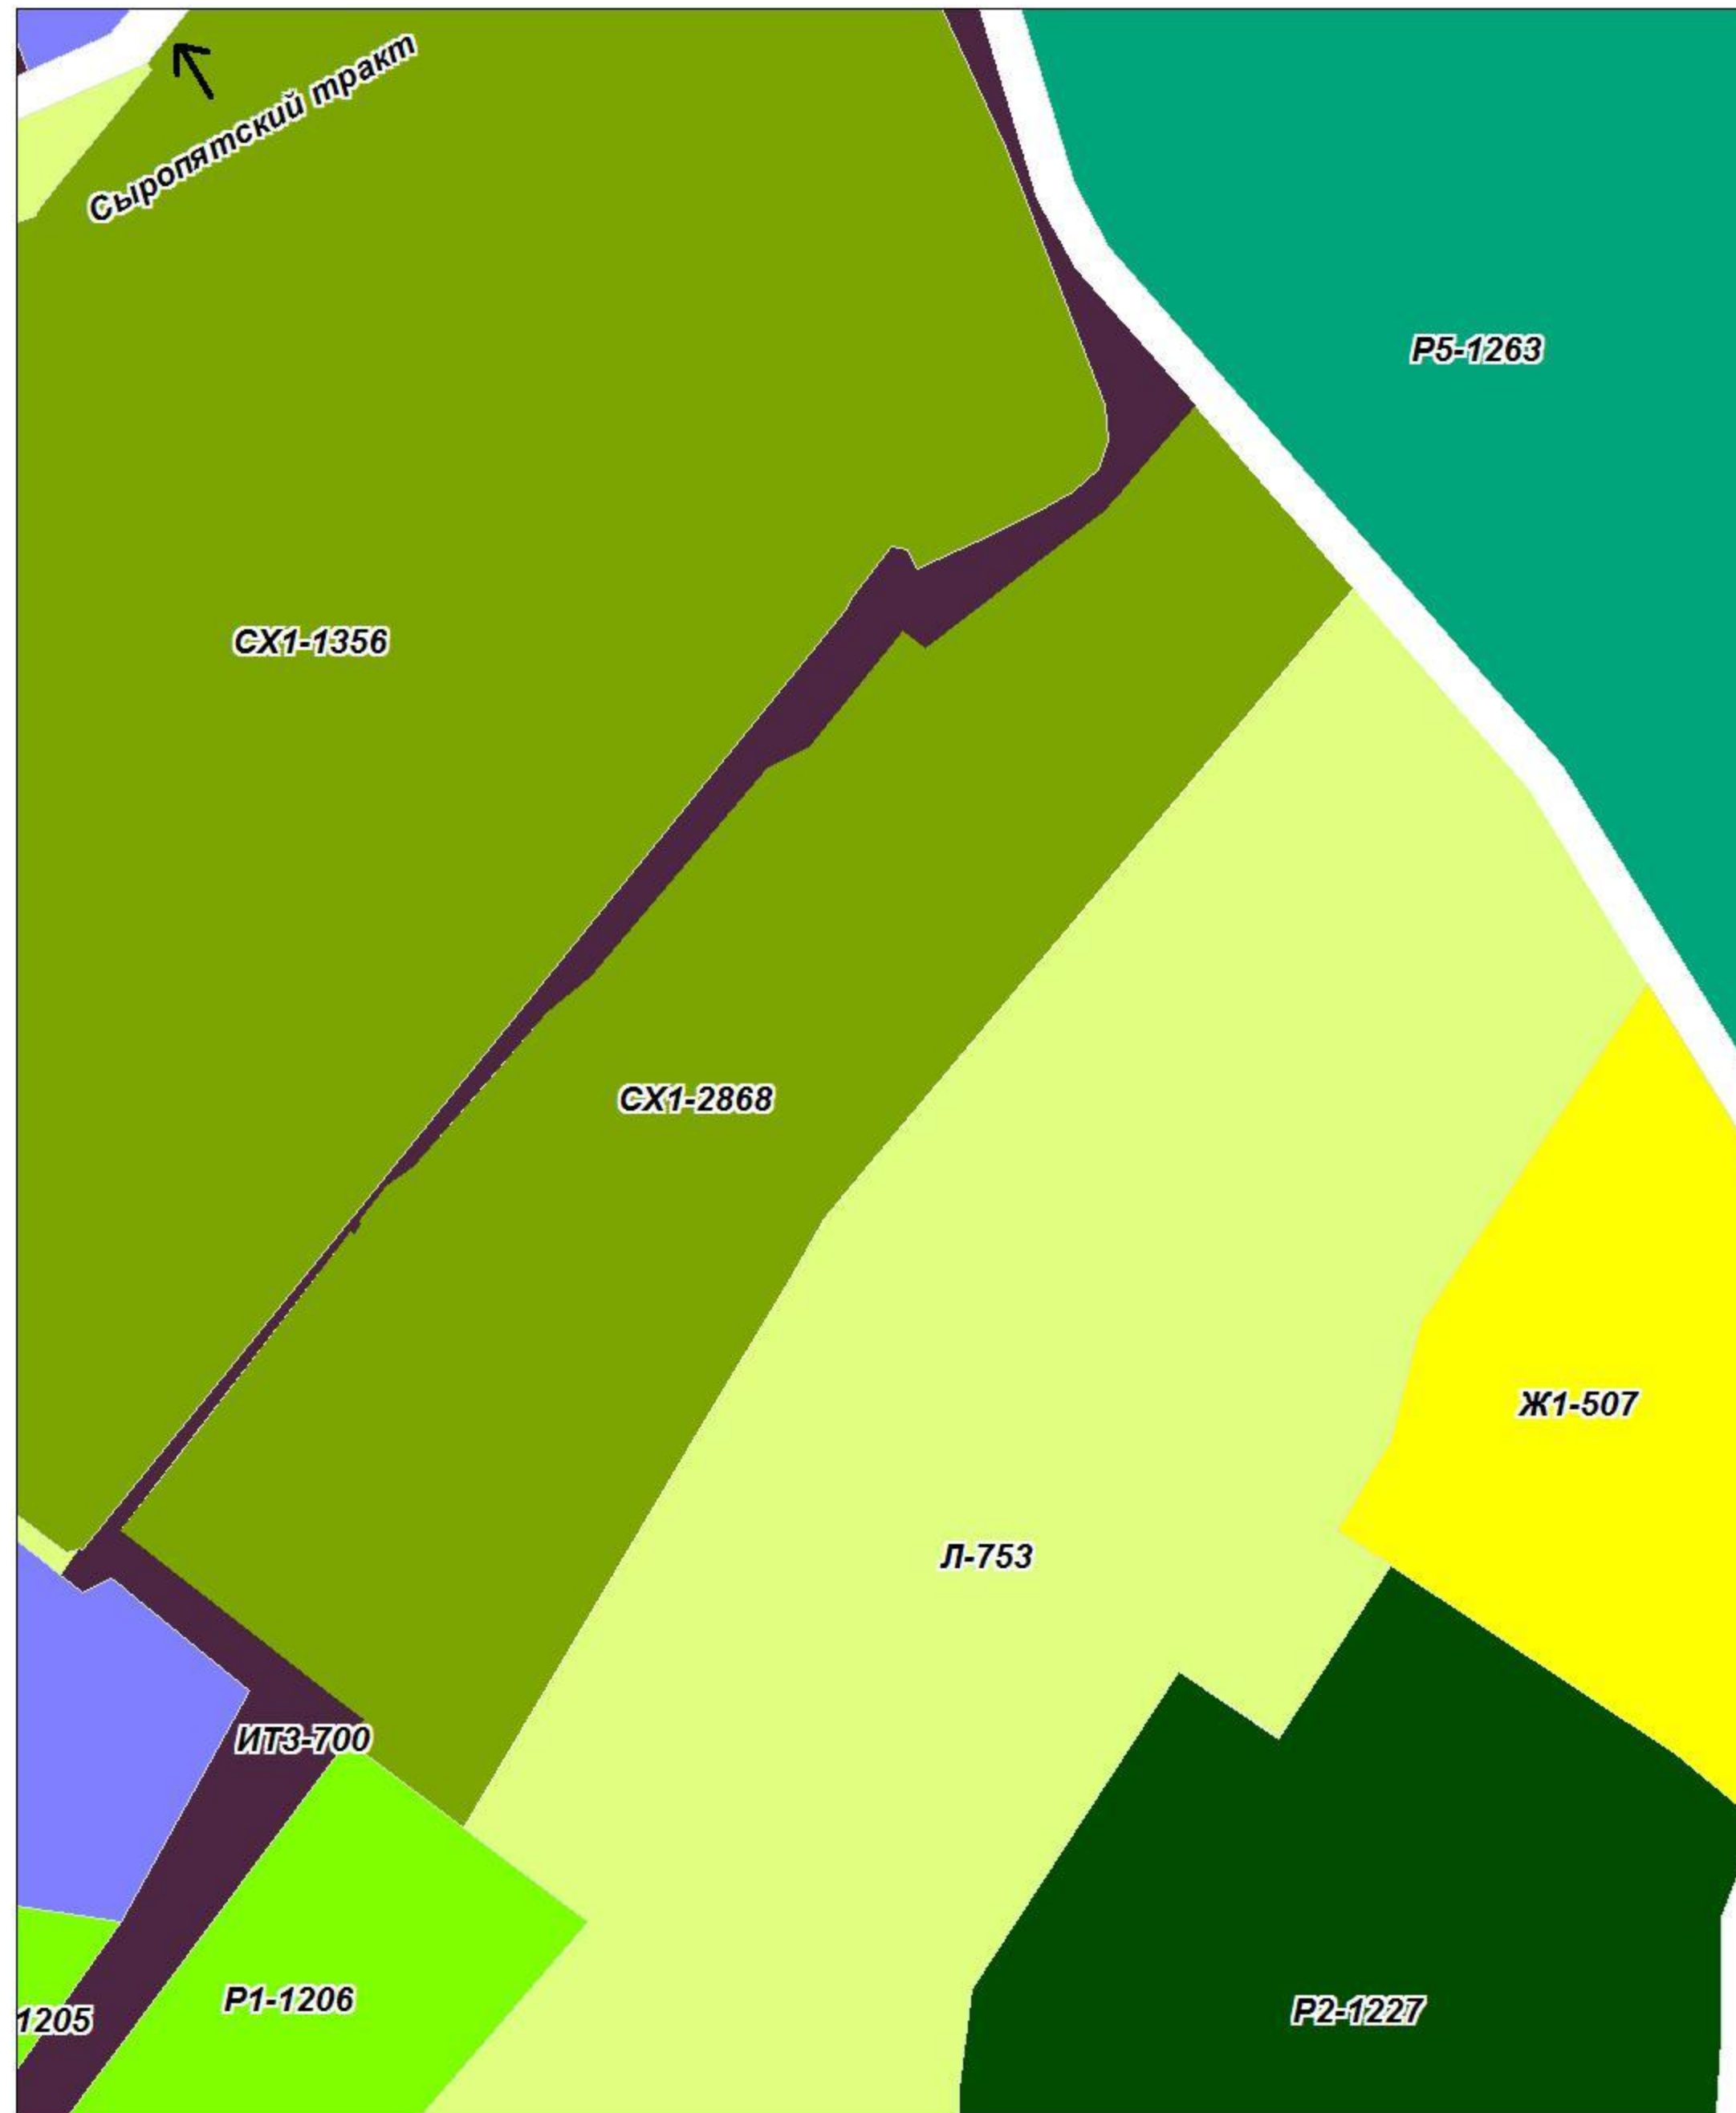 Сыропятский тракт
Р5-1263
СХ1-1356
СХ1-2868
Ж1-507
Л-753
ИТ3-700
Р1-1206
1205
Р2-1227